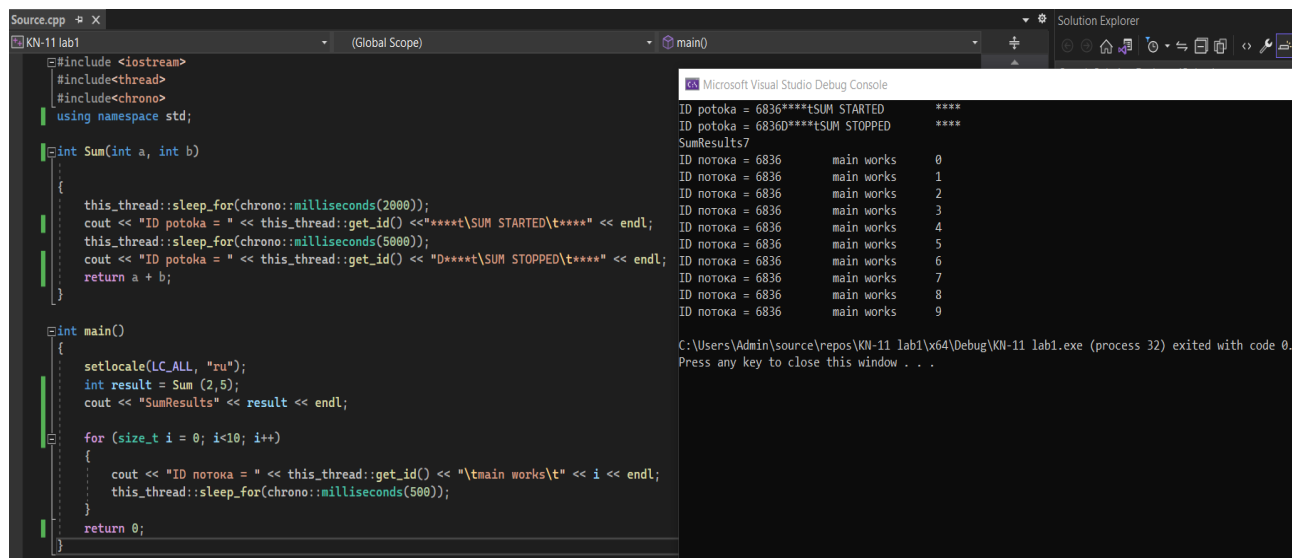 Source.cpp
Solution Explorer
KN-11 lab1 (Global Scope) main()
#include <iostream>
#include<thread>
#include<chrono>
using namespace std;
int Sum(int a, int b)
{
this_thread::sleep_for(chrono::milliseconds(2000));
cout << "ID potoka = " << this_thread::get_id() <<"****t\SUM STARTED\t****" << endl;
this_thread::sleep_for(chrono::milliseconds(5000));
cout << "ID potoka = " << this_thread::get_id() << "D****t\SUM STOPPED\t****" << endl;
return a + b;
}
int main()
{
setlocale(LC_ALL, "ru");
int result = Sum (2,5);
cout << "SumResults" << result << endl;
for (size_t i = 0; i<10; i++)
{
cout << "ID потока = " << this_thread::get_id() << "\tmain works\t" << i << endl;
this_thread::sleep_for(chrono::milliseconds(500));
}
return 0;
}
Microsoft Visual Studio Debug Console
ID potoka = 6836****tSUM STARTED ****
ID potoka = 6836D****tSUM STOPPED ****
SumResults7
ID потока = 6836 main works 0
ID потока = 6836 main works 1
ID потока = 6836 main works 2
ID потока = 6836 main works 3
ID потока = 6836 main works 4
ID потока = 6836 main works 5
ID потока = 6836 main works 6
ID потока = 6836 main works 7
ID потока = 6836 main works 8
ID потока = 6836 main works 9
C:\Users\Admin\source\repos\KN-11 lab1\x64\Debug\KN-11 lab1.exe (process 32) exited with code 0.
Press any key to close this window . . .